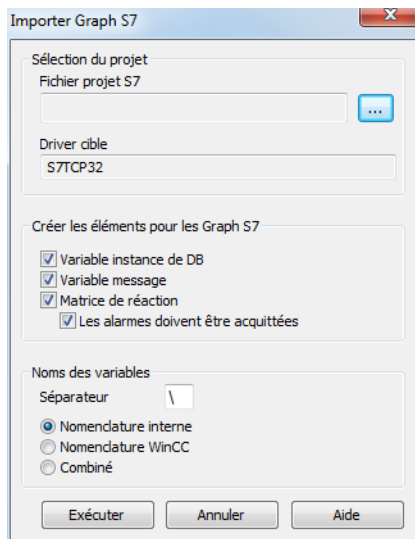 Importer Graph S7
Sélection du projet
Fichier projet S7
...
Driver cible
S7TCP32
Créer les éléments pour les Graph S7
Variable instance de DB
Variable message
Matrice de réaction
Les alarmes doivent être acquittées
Noms des variables
Séparateur \
Nomenclature interne
Nomenclature WinCC
Combiné
Exécuter Annuler Aide